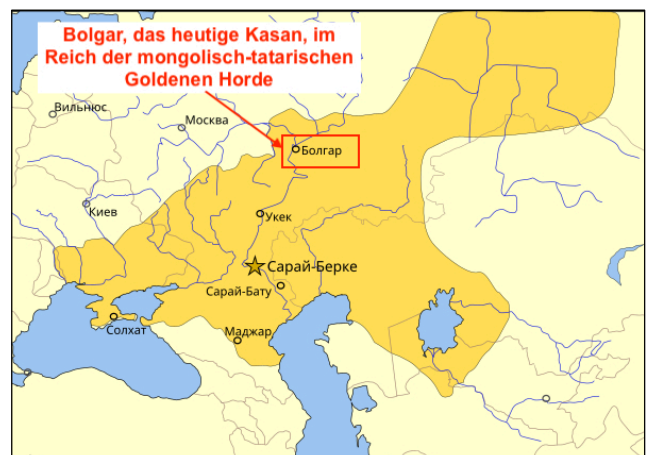 Bolgar, das heutige Kasan, im
Reich der mongolisch-tatarischen
Goldenen Horde
Вильнюс
Москва
Болгар
Киев
Укек
Сарай-Берке
Сарай-Бату
Солхат
Маджар